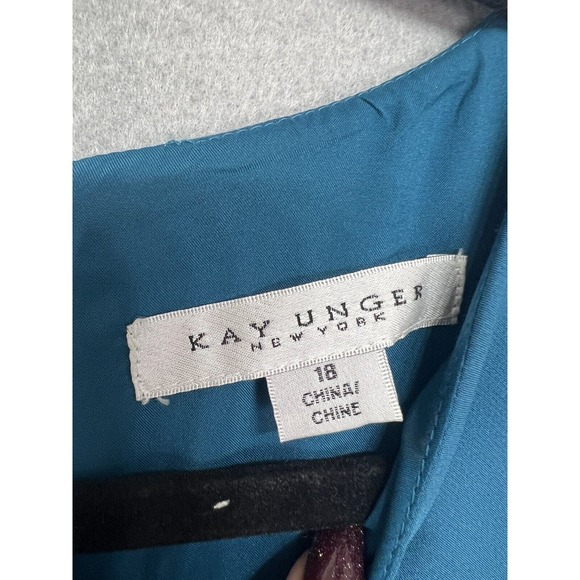 KAY UNGER
NEW YORK
18
CHINA/
CHINE